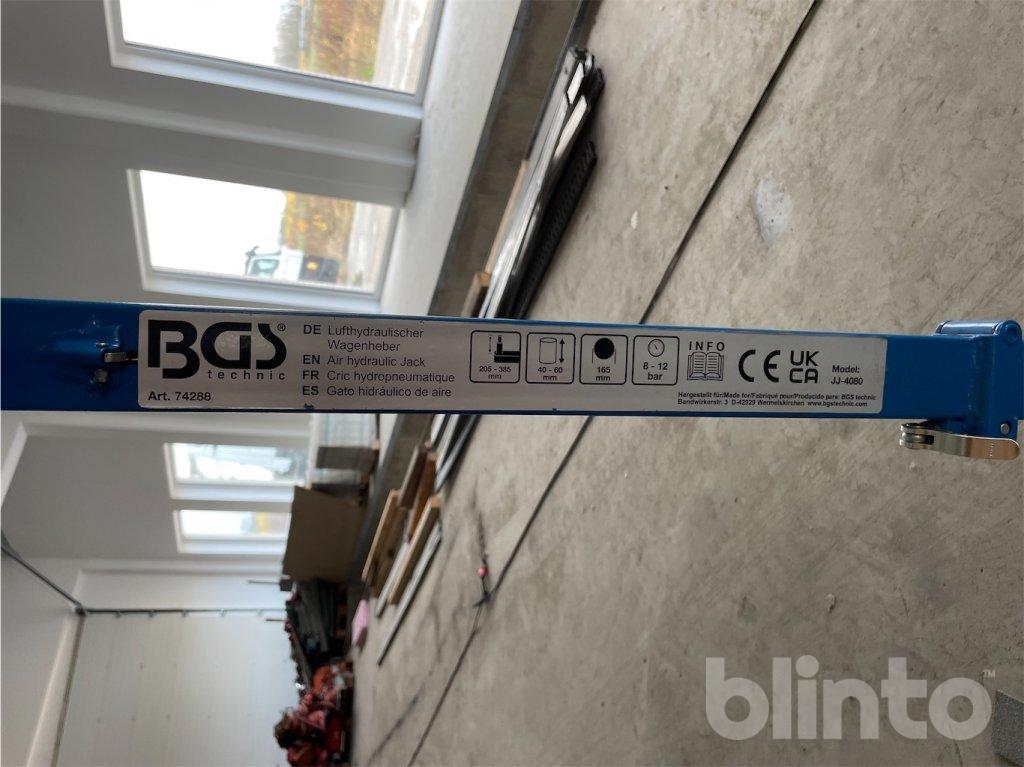 BGS®
technic
Art. 74288
DE Lufthydraulischer
Wagenheber
EN Air hydraulic Jack
FR Cric hydropneumatique
ES Gato hidráulico de aire
205 - 385
mm
40 - 60
mm
165
mm
8 - 12
bar
INFO
CE
UK
CA
Model:
JJ-4080
Hergestellt für/Made for/Fabriqué pour/Producido para: BGS technic
Bandwirkerstr. 3 D-42929 Wermelskirchen www.bgstechnic.com
blinto™